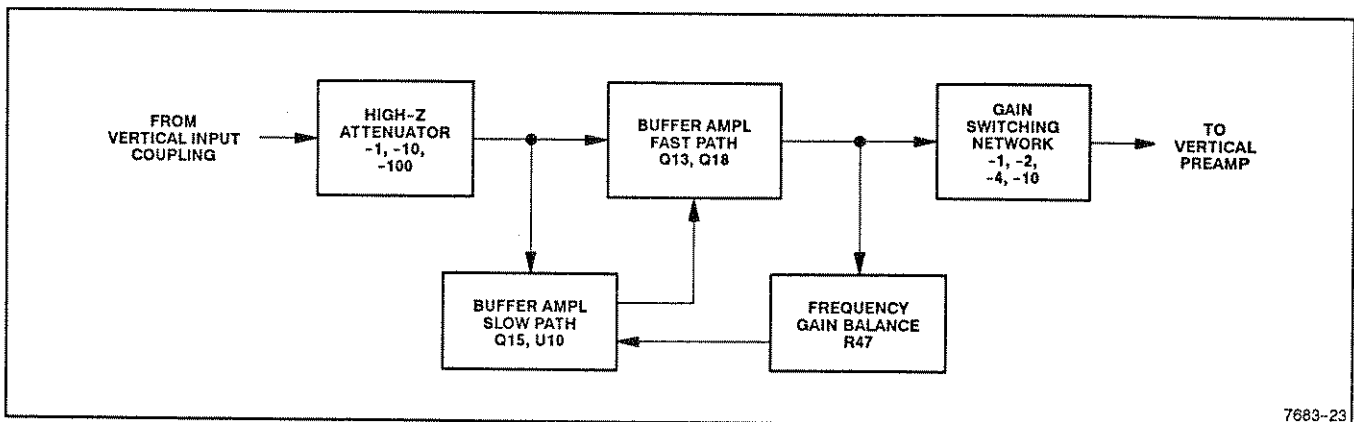 FROM
VERTICAL INPUT
COUPLING
HIGH-Z
ATTENUATOR
-1, -10,
-100
BUFFER AMPL
FAST PATH
Q13, Q18
GAIN
SWITCHING
NETWORK
-1, -2,
-4, -10
TO
VERTICAL
PREAMP
BUFFER AMPL
SLOW PATH
Q15, U10
FREQUENCY
GAIN BALANCE
R47
7683-23